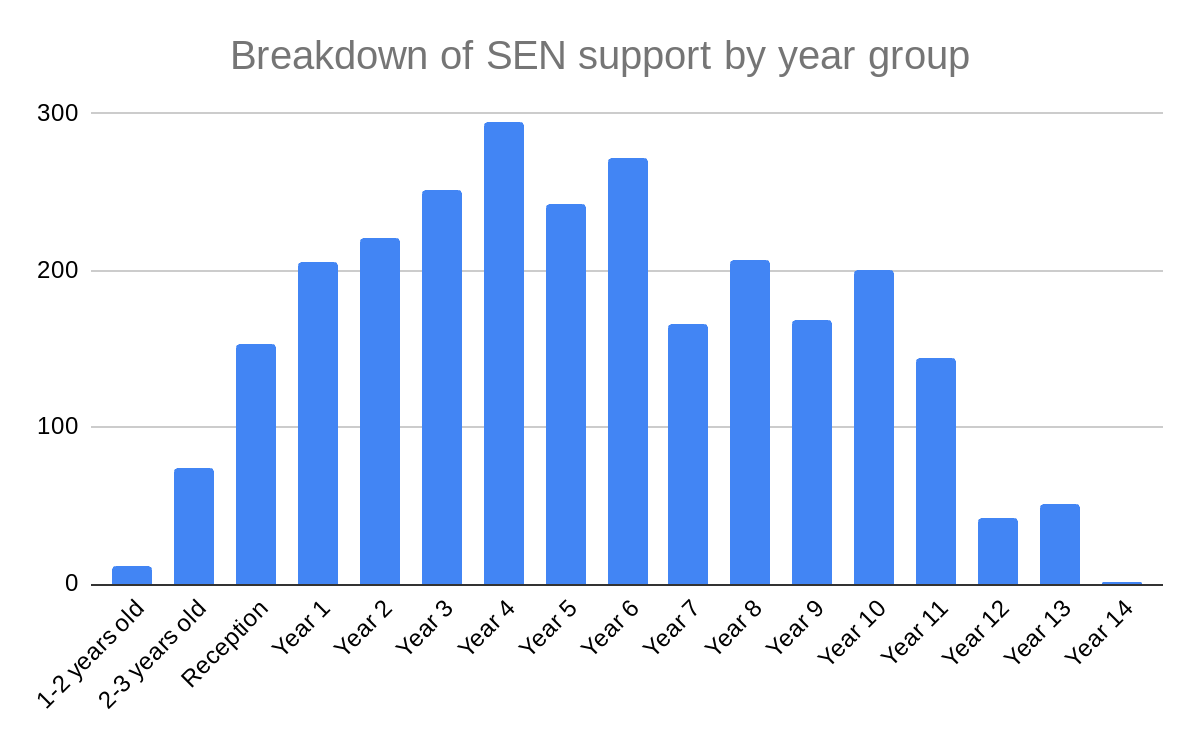 Breakdown of SEN support by year group
300
200
100
0
1-2 years old
2-3 years old
Reception
Year 1
Year 2
Year 3
Year 4
Year 5
Year 6
Year 7
Year 8
Year 9
Year 10
Year 11
Year 12
Year 13
Year 14